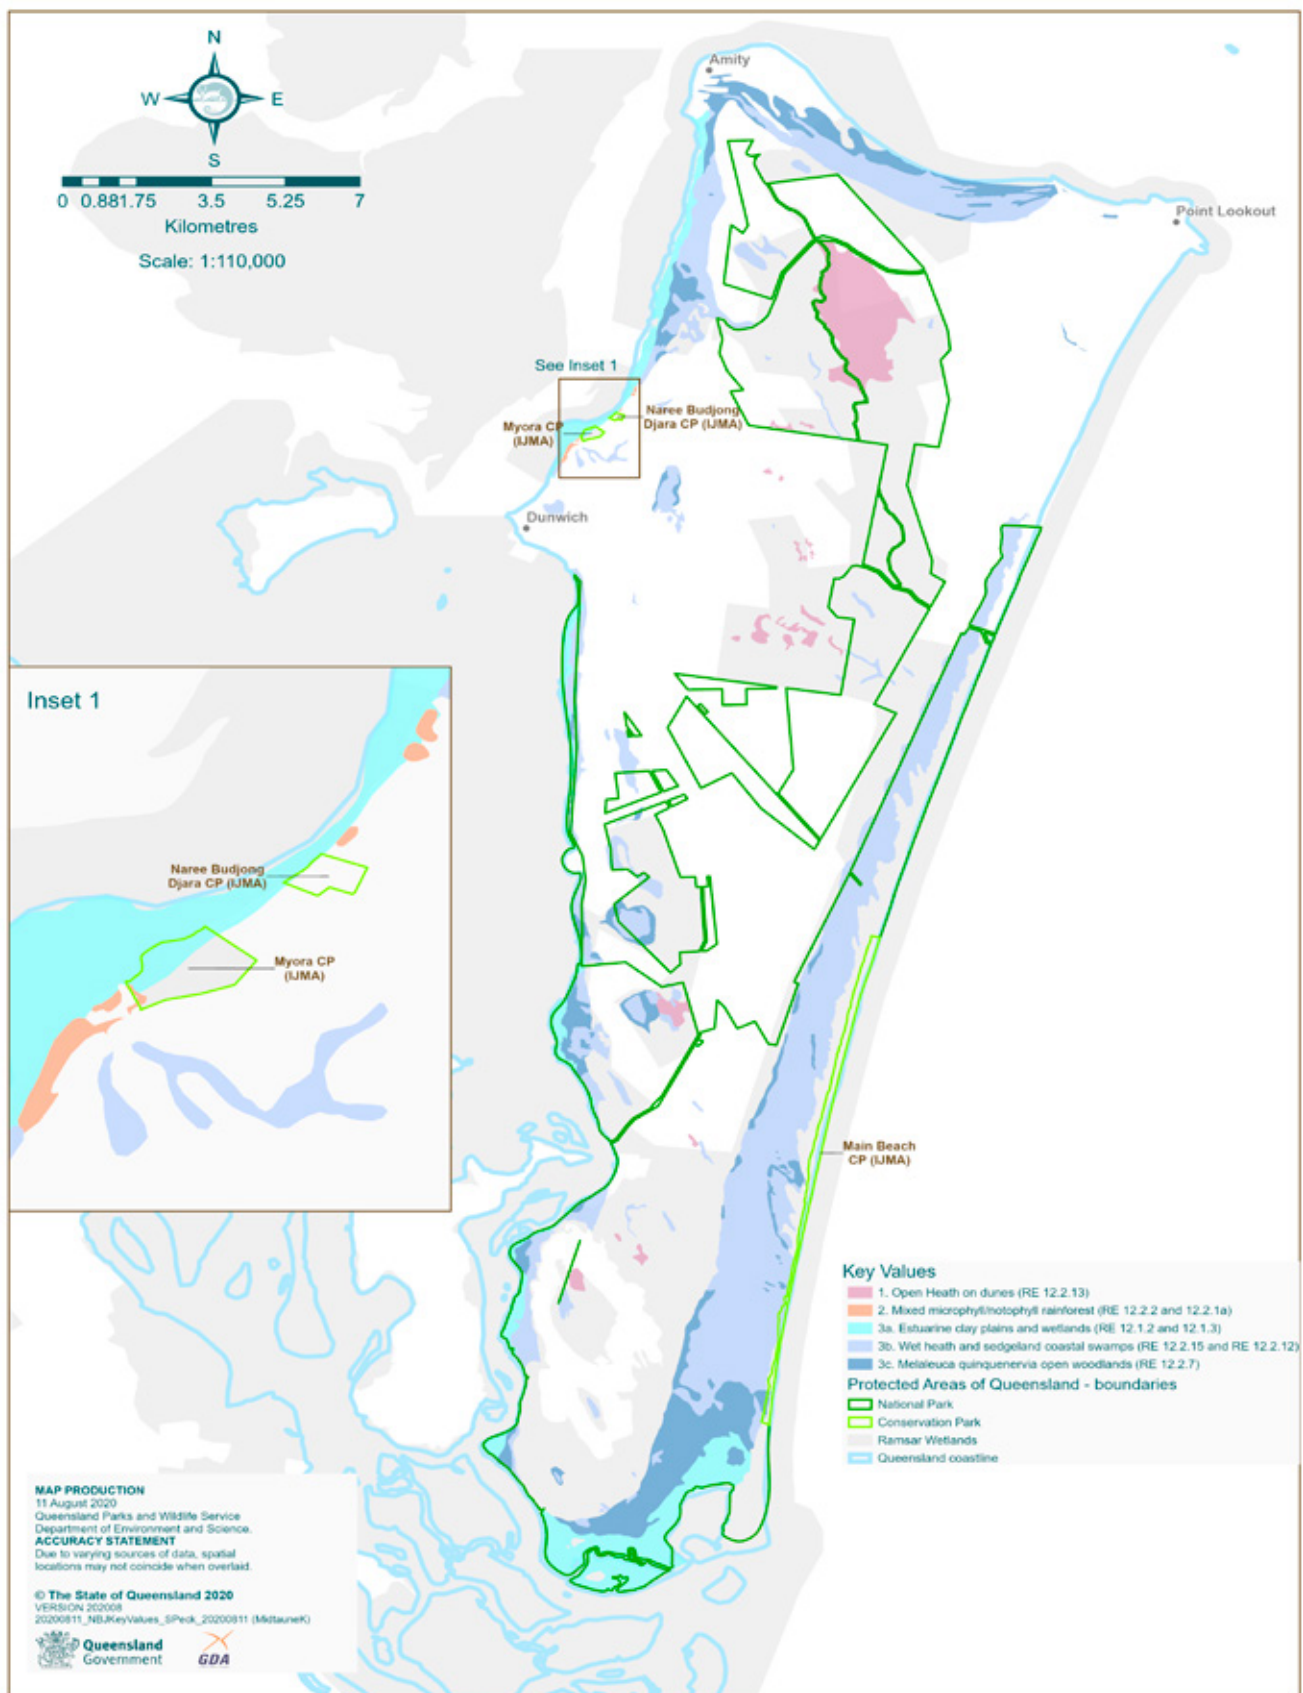 N
W E
S
0 0.881.75 3.5 5.25 7
Kilometres
Scale: 1:110,000
Amity
Point Lookout
See Inset 1
Naree Budjong
Djara CP (IJMA)
Myora CP
(IJMA)
Dunwich
Inset 1
Naree Budjong
Djara CP (IJMA)
Myora CP
(IJMA)
Main Beach
CP (IJMA)
Key Values
1. Open Heath on dunes (RE 12.2.13)
2. Mixed microphyll/notophyll rainforest (RE 12.2.2 and 12.2.1a)
3a. Estuarine clay plains and wetlands (RE 12.1.2 and 12.1.3)
3b. Wet heath and sedgeland coastal swamps (RE 12.2.15 and RE 12.2.12)
3c. Melaleuca quinquenervia open woodlands (RE 12.2.7)
Protected Areas of Queensland - boundaries
National Park
Conservation Park
Ramsar Wetlands
Queensland coastline
MAP PRODUCTION
11 August 2020
Queensland Parks and Wildlife Service
Department of Environment and Science.
ACCURACY STATEMENT
Due to varying sources of data, spatial
locations may not coincide when overlaid.
© The State of Queensland 2020
VERSION 202008
20200811_NBJKeyValues_SPeck_20200811 (MidtauneK)
Queensland
Government
GDA